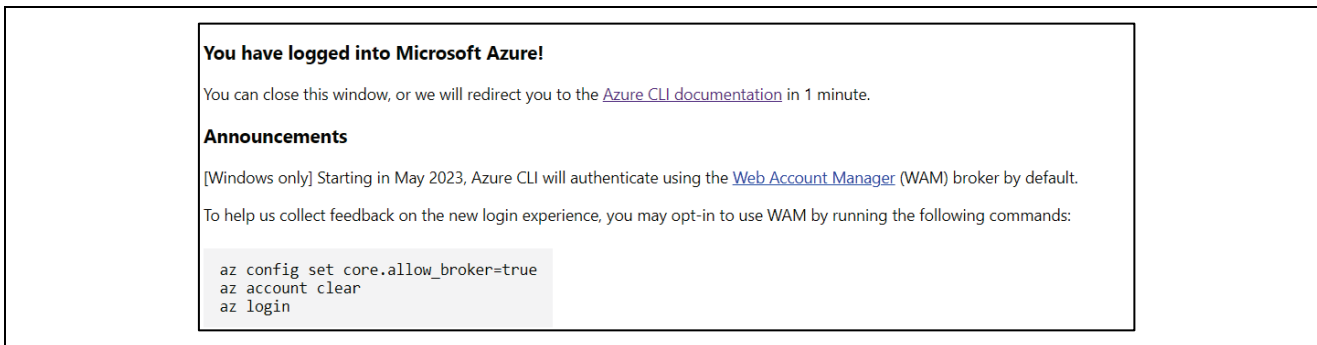 You have logged into Microsoft Azure!
You can close this window, or we will redirect you to the Azure CLI documentation in 1 minute.
Announcements
[Windows only] Starting in May 2023, Azure CLI will authenticate using the Web Account Manager (WAM) broker by default.
To help us collect feedback on the new login experience, you may opt-in to use WAM by running the following commands:
az config set core.allow_broker=true
az account clear
az login